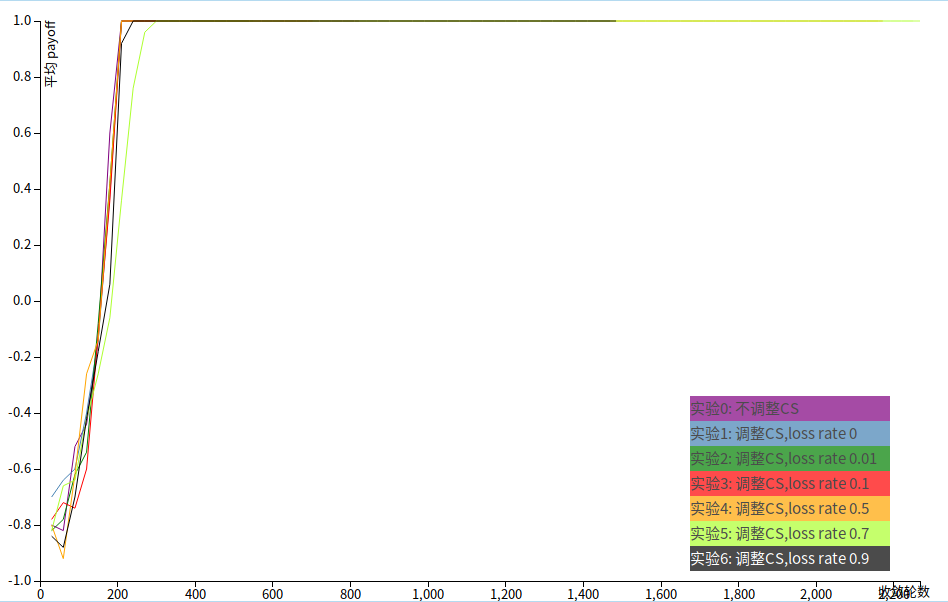 平均 payoff
1.0
0.8
0.6
0.4
0.2
0.0
-0.2
-0.4
-0.6
-0.8
-1.0
实验0: 不调整CS
实验1: 调整CS,loss rate 0
实验2: 调整CS,loss rate 0.01
实验3: 调整CS,loss rate 0.1
实验4: 调整CS,loss rate 0.5
实验5: 调整CS,loss rate 0.7
实验6: 调整CS,loss rate 0.9
0 200 400 600 800 1,000 1,200 1,400 1,600 1,800 2,000 2,200
收敛轮数